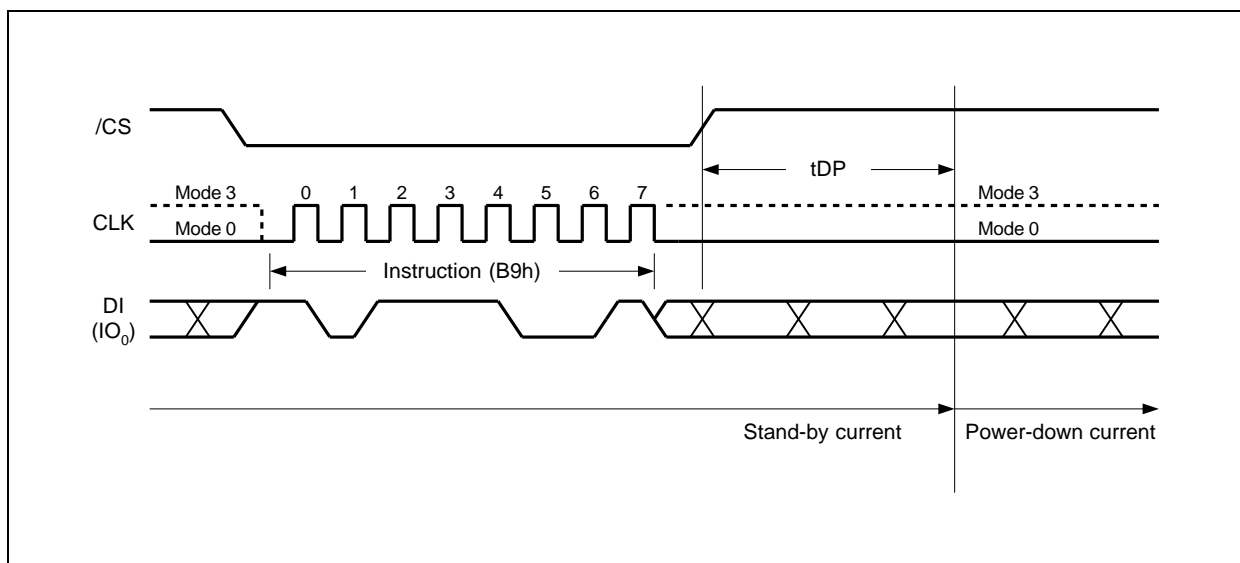 /CS
tDP
Mode 3
0 1 2 3 4 5 6 7
Mode 3
CLK
Mode 0
Mode 0
Instruction (B9h)
DI
(IO0)
Stand-by current
Power-down current